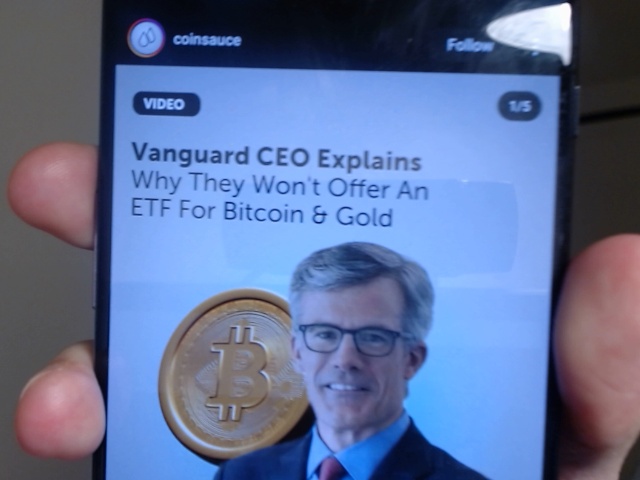 coinsauce
Follow
VIDEO
1/5
Vanguard CEO Explains
Why They Won't Offer An
ETF For Bitcoin & Gold